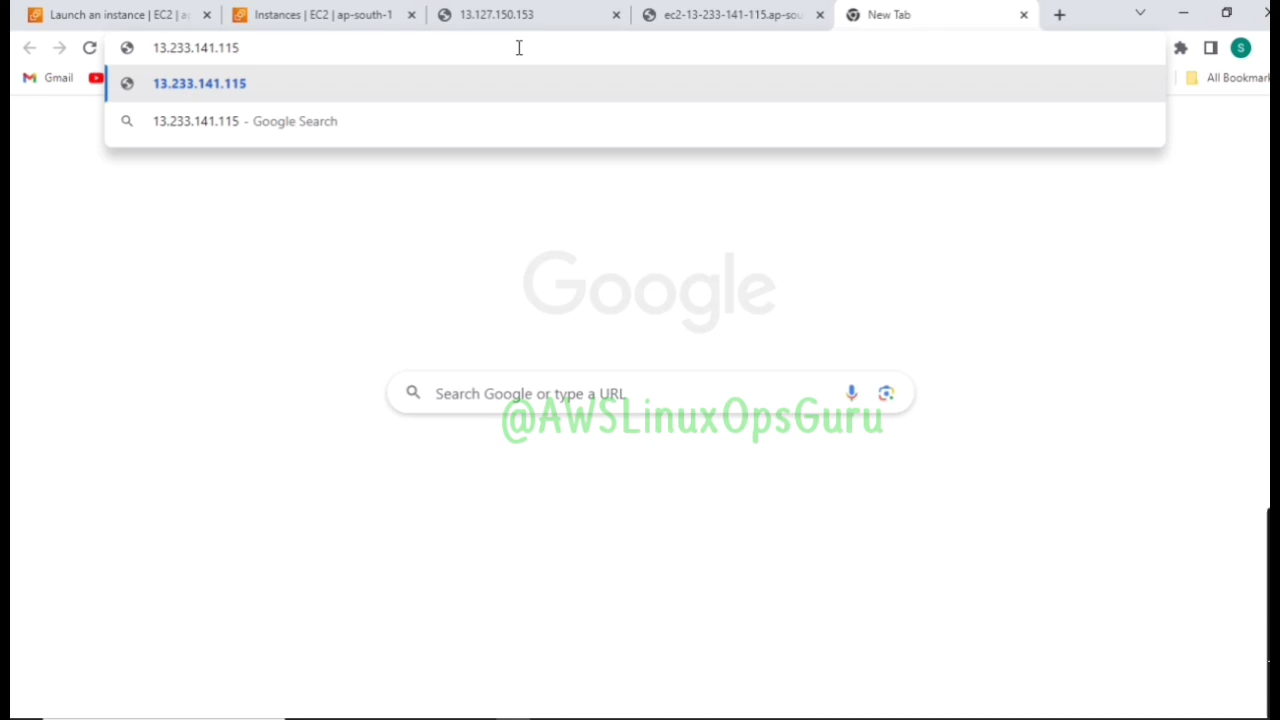 Launch an instance | EC2 | a
Instances | EC2 | ap-south-1
13.127.150.153
ec2-13-233-141-115.ap-sou
New Tab
13.233.141.115
S
Gmail
All Bookmar
13.233.141.115
13.233.141.115 - Google Search
Google
Search Google or type a URL
@AWSLinuxOpsGuru